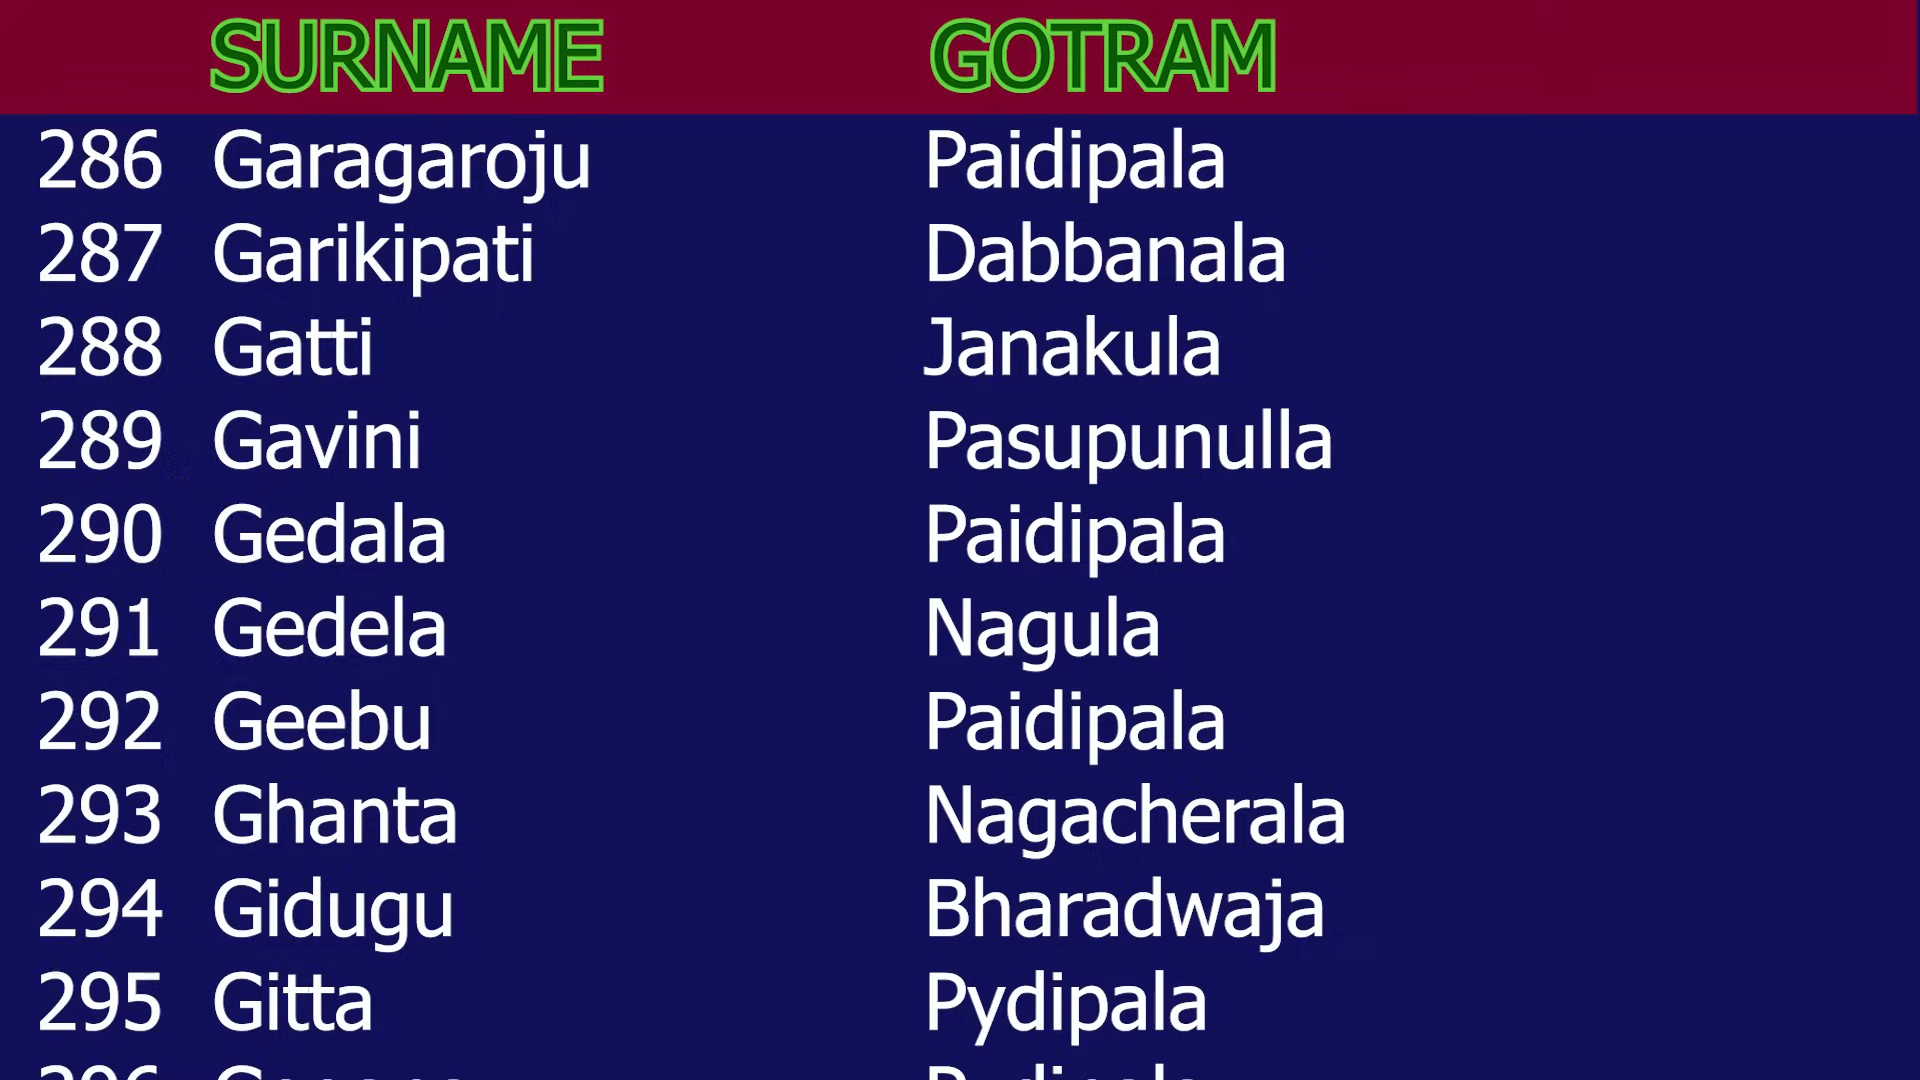 SURNAME GOTRAM
286 Garagaroju Paidipala
287 Garikipati Dabbanala
288 Gatti Janakula
289 Gavini Pasupunulla
290 Gedala Paidipala
291 Gedela Nagula
292 Geebu Paidipala
293 Ghanta Nagacherala
294 Gidugu Bharadwaja
295 Gitta Pydipala
296